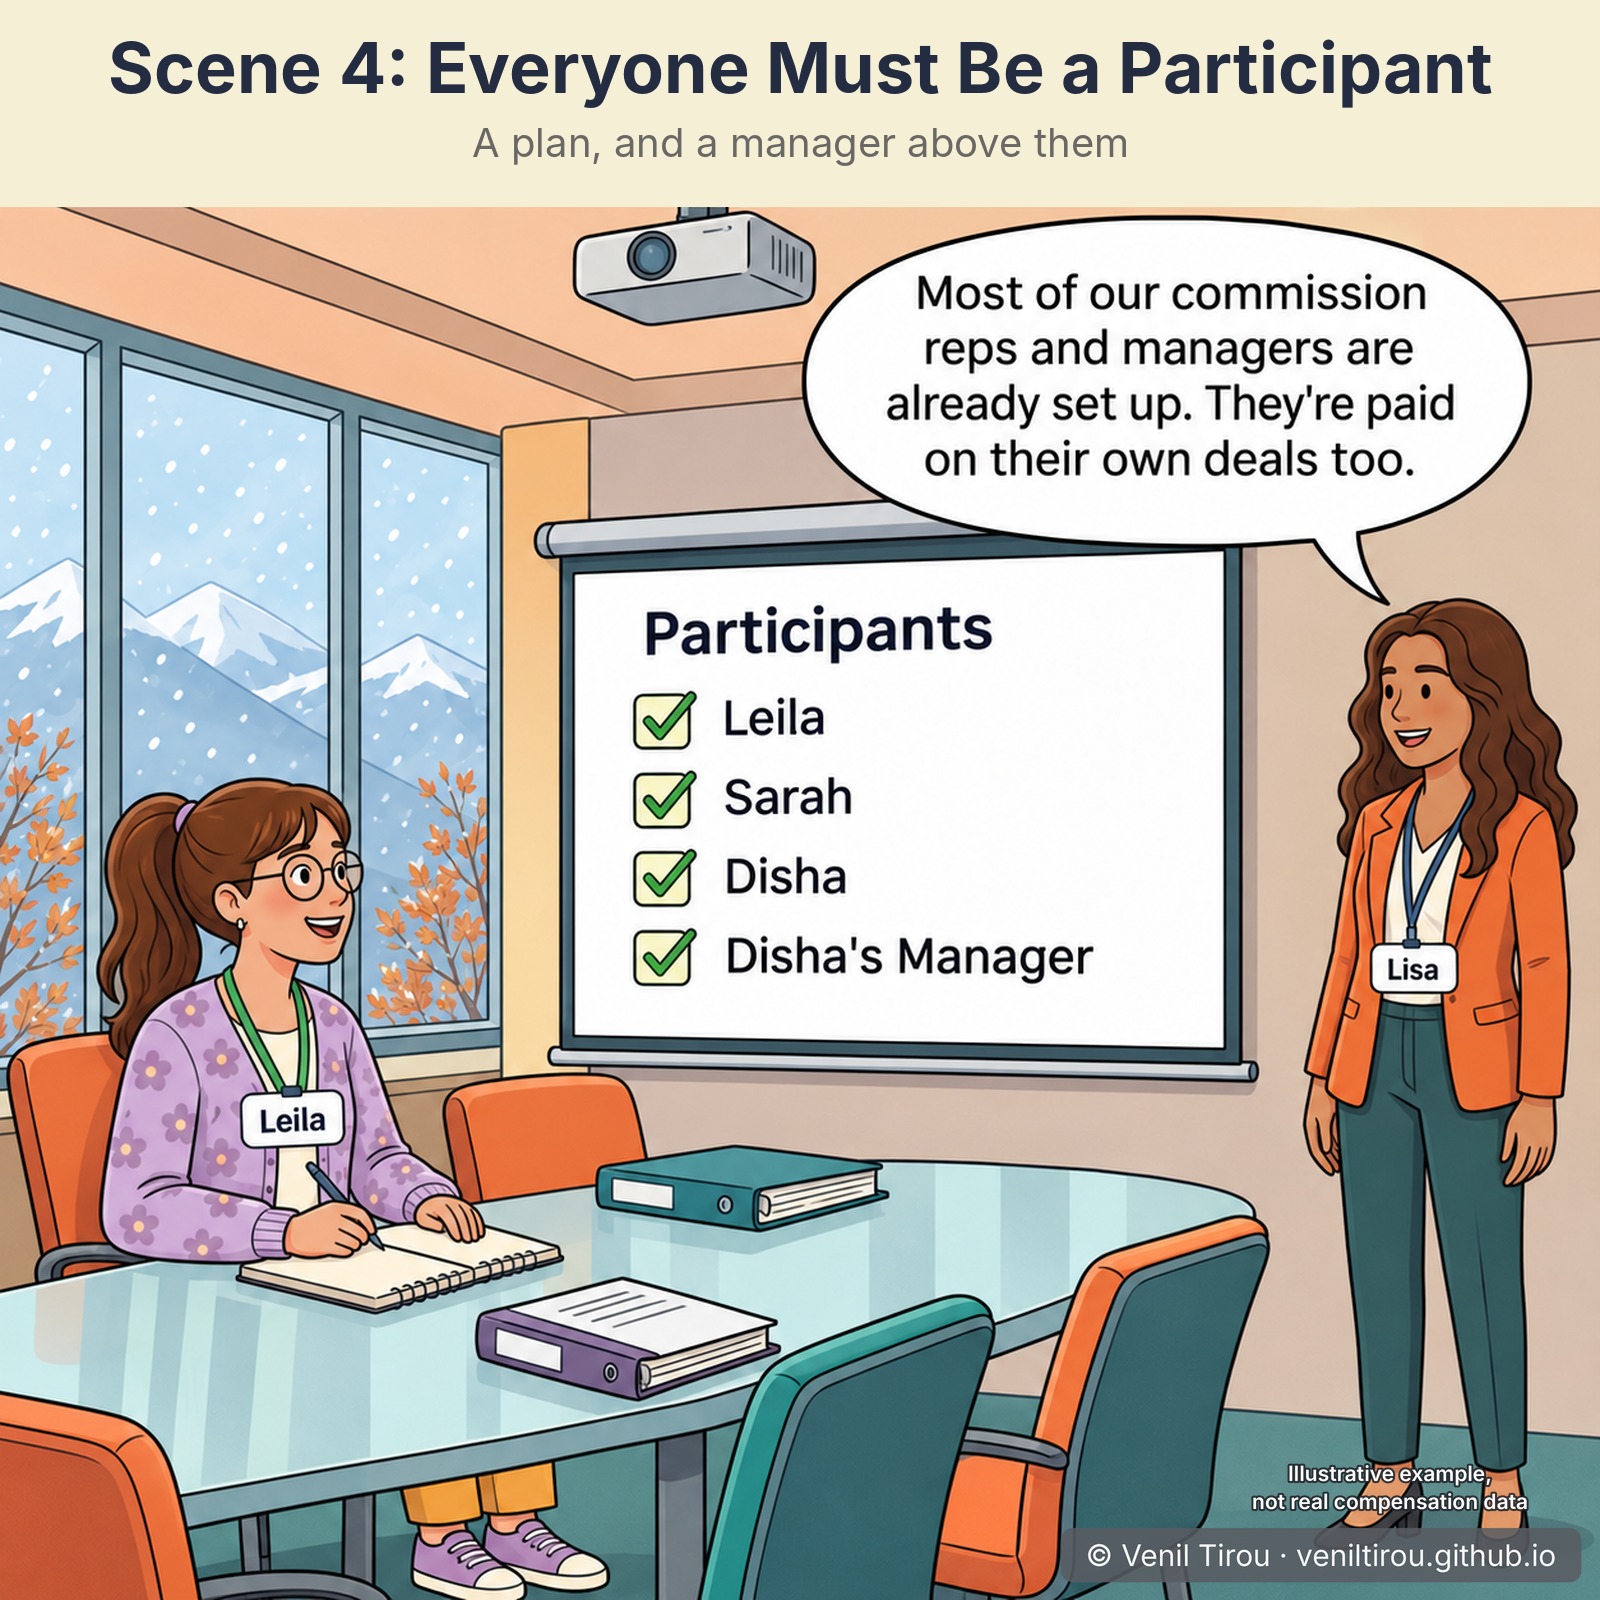 Scene 4: Everyone Must Be a Participant
A plan, and a manager above them
Most of our commission
reps and managers are
already set up. They're paid
on their own deals too.
Participants
Leila
Sarah
Disha
Disha's Manager
Lisa
Leila
Illustrative example,
not real compensation data
© Venil Tirou · veniltirou.github.io